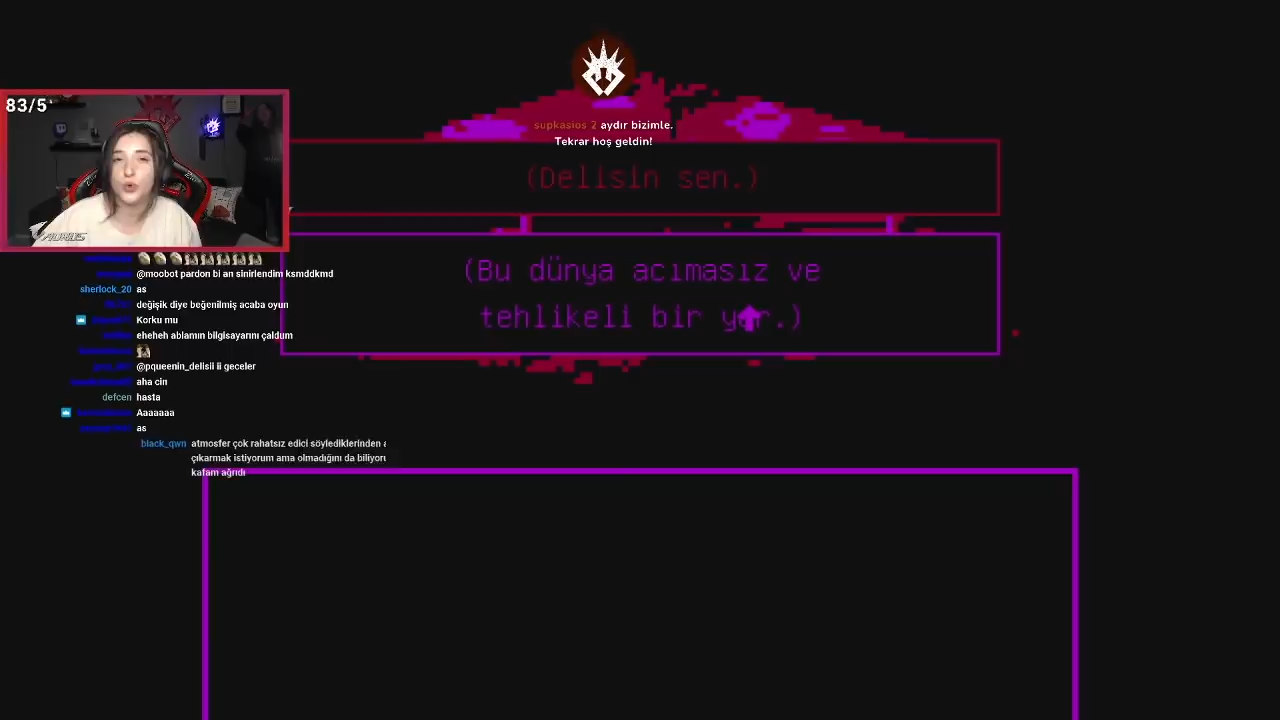 83/5
supkasios 2 aydır bizimle.
Tekrar hoş geldin!
(Delisin sen.)
(Bu dünya acımasız ve
tehlikeli bir yer.)
@moobot pardon bi an sinirlendim ksmddkmd
sherlock_20 as
değişik diye beğenilmiş acaba oyun
Korku mu
eheheh ablamın bilgisayarını çaldum
@pqueenin_delisii ii geceler
aha cin
defcen hasta
Aaaaaaa
as
black_qwn atmosfer çok rahatsız edici söylediklerinden
çıkarmak istiyorum ama olmadığını da
kafam ağrıdı